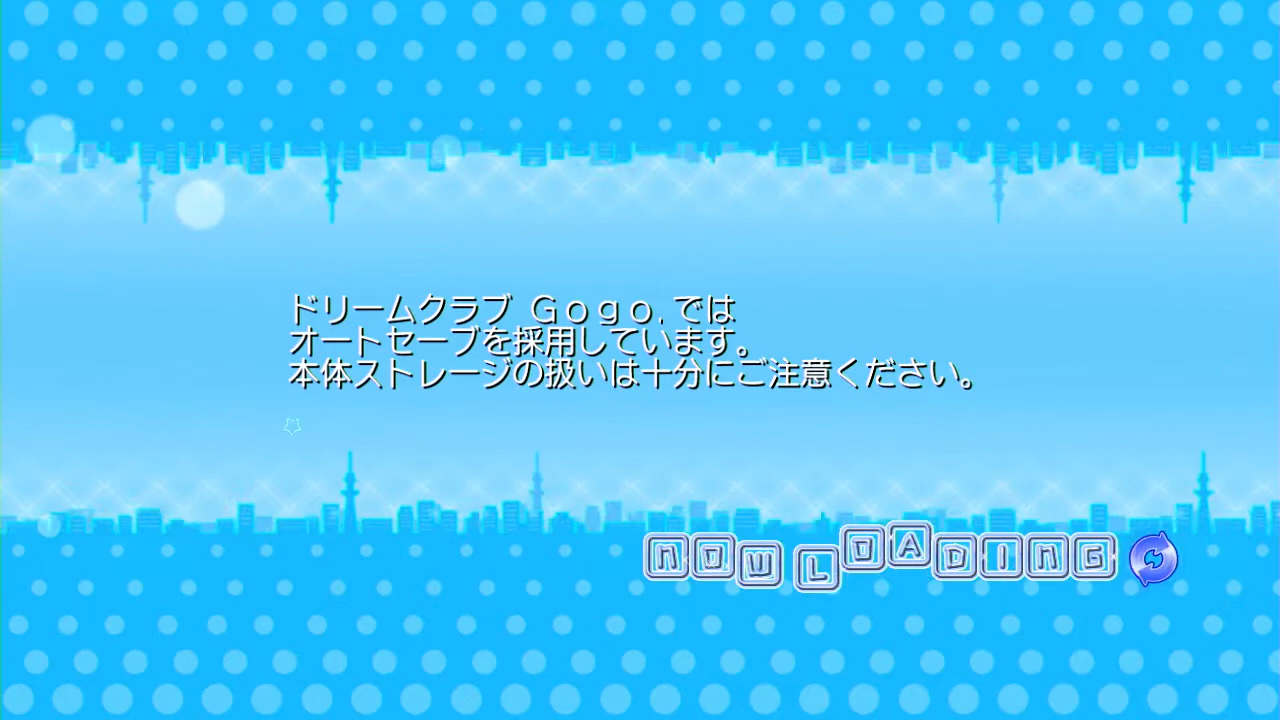 ドリームクラブ Ｇｏｇｏ．では
オートセーブを採用しています。
本体ストレージの扱いは十分にご注意ください。
NOW LOADING